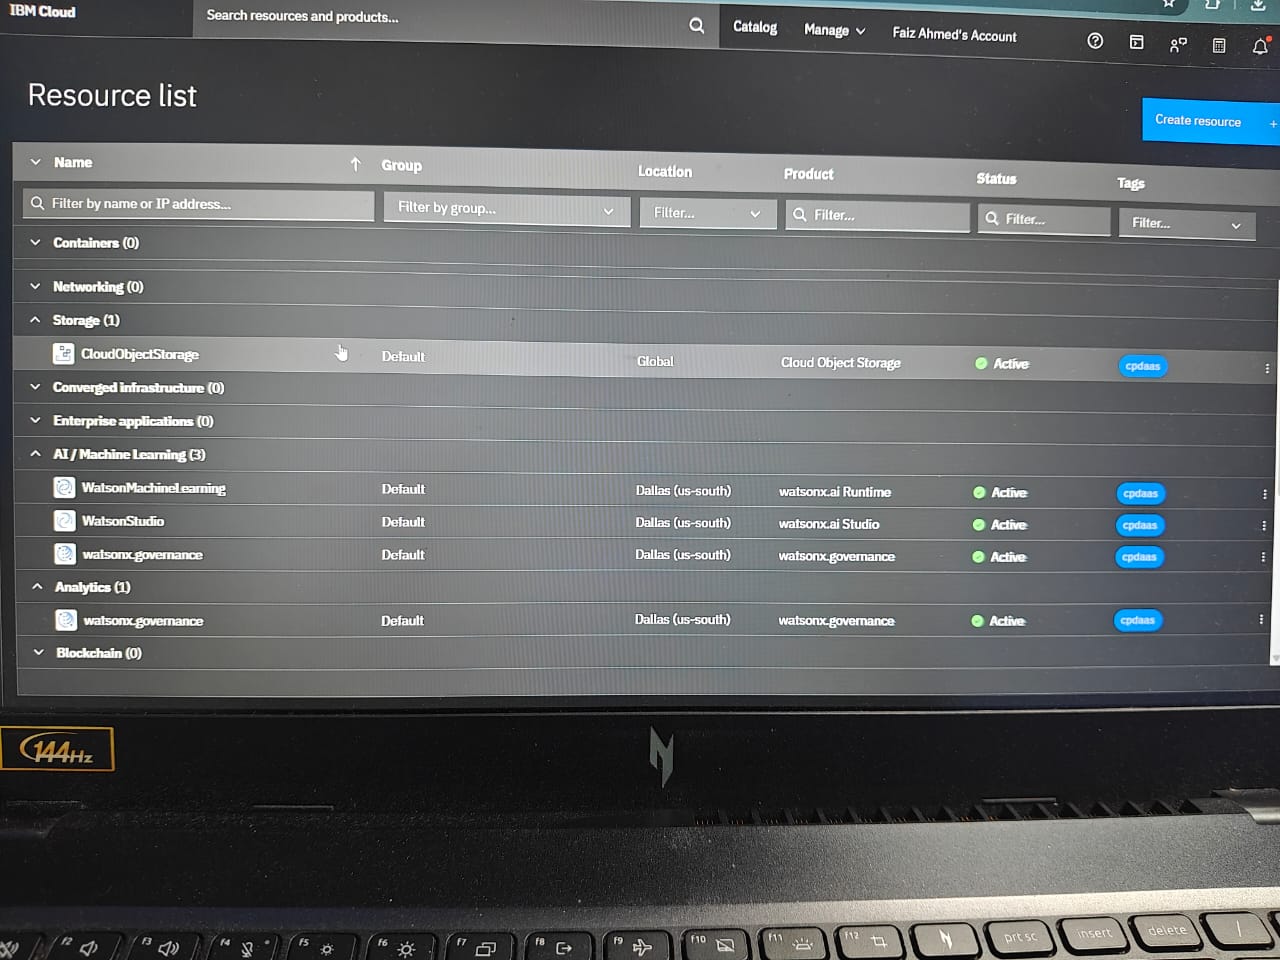 IBM Cloud
Search resources and products...
Catalog
Manage
Faiz Ahmed's Account
Resource list
Create resource +
Name Group Location Product Status Tags
Filter by name or IP address... Filter by group... Filter... Filter... Filter... Filter...
Containers (0)
Networking (0)
Storage (1)
CloudObjectStorage Default Global Cloud Object Storage Active cpdaas
Converged infrastructure (0)
Enterprise applications (0)
AI / Machine Learning (3)
WatsonMachineLearning Default Dallas (us-south) watsonx.ai Runtime Active cpdaas
WatsonStudio Default Dallas (us-south) watsonx.ai Studio Active cpdaas
watsonx.governance Default Dallas (us-south) watsonx.governance Active cpdaas
Analytics (1)
watsonx.governance Default Dallas (us-south) watsonx.governance Active cpdaas
Blockchain (0)
144Hz
F2 F3 F4 F5 F6 F7 F8 F9 F10 F11 F12 prt sc insert delete